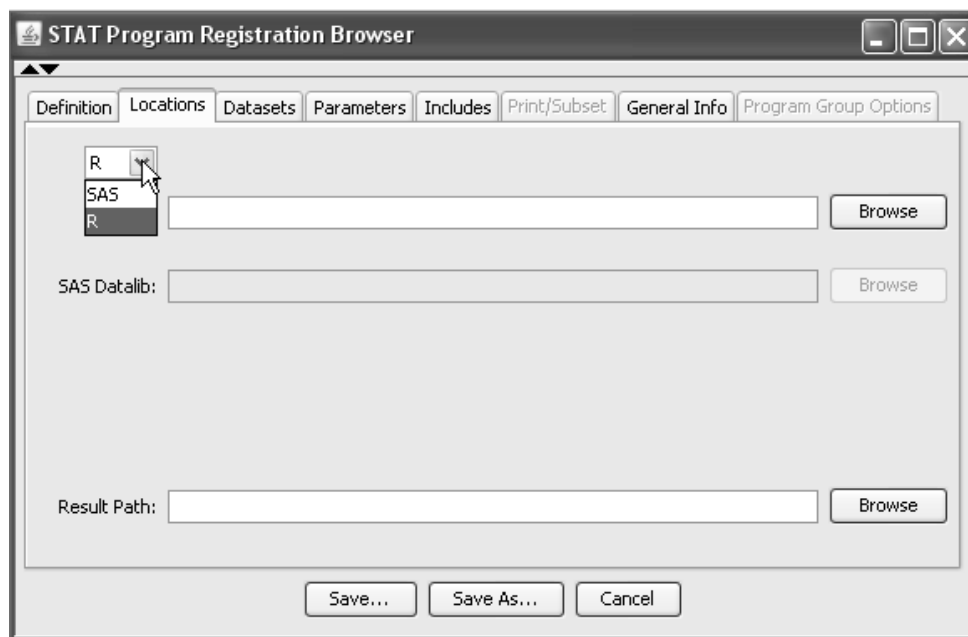 STAT Program Registration Browser
Definition Locations Datasets Parameters Includes Print/Subset General Info Program Group Options
R
SAS
R
Browse
SAS Datalib: Browse
Result Path: Browse
Save... Save As... Cancel